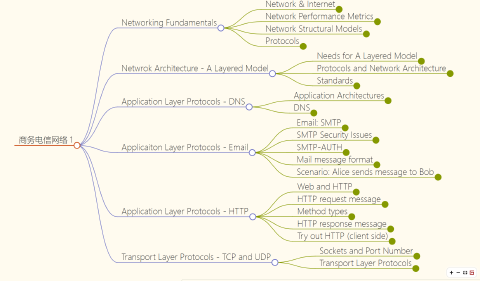 商务电信网络 1
Networking Fundamentals
Network & Internet
Network Performance Metrics
Network Structural Models
Protocols
Netwrok Architecture - A Layered Model
Needs for A Layered Model
Protocols and Network Architecture
Standards
Application Layer Protocols - DNS
Application Architectures
DNS
Applicaiton Layer Protocols - Email
Email: SMTP
SMTP Security Issues
SMTP-AUTH
Mail message format
Scenario: Alice sends message to Bob
Application Layer Protocols - HTTP
Web and HTTP
HTTP request message
Method types
HTTP response message
Try out HTTP (client side)
Transport Layer Protocols - TCP and UDP
Sockets and Port Number
Transport Layer Protocols